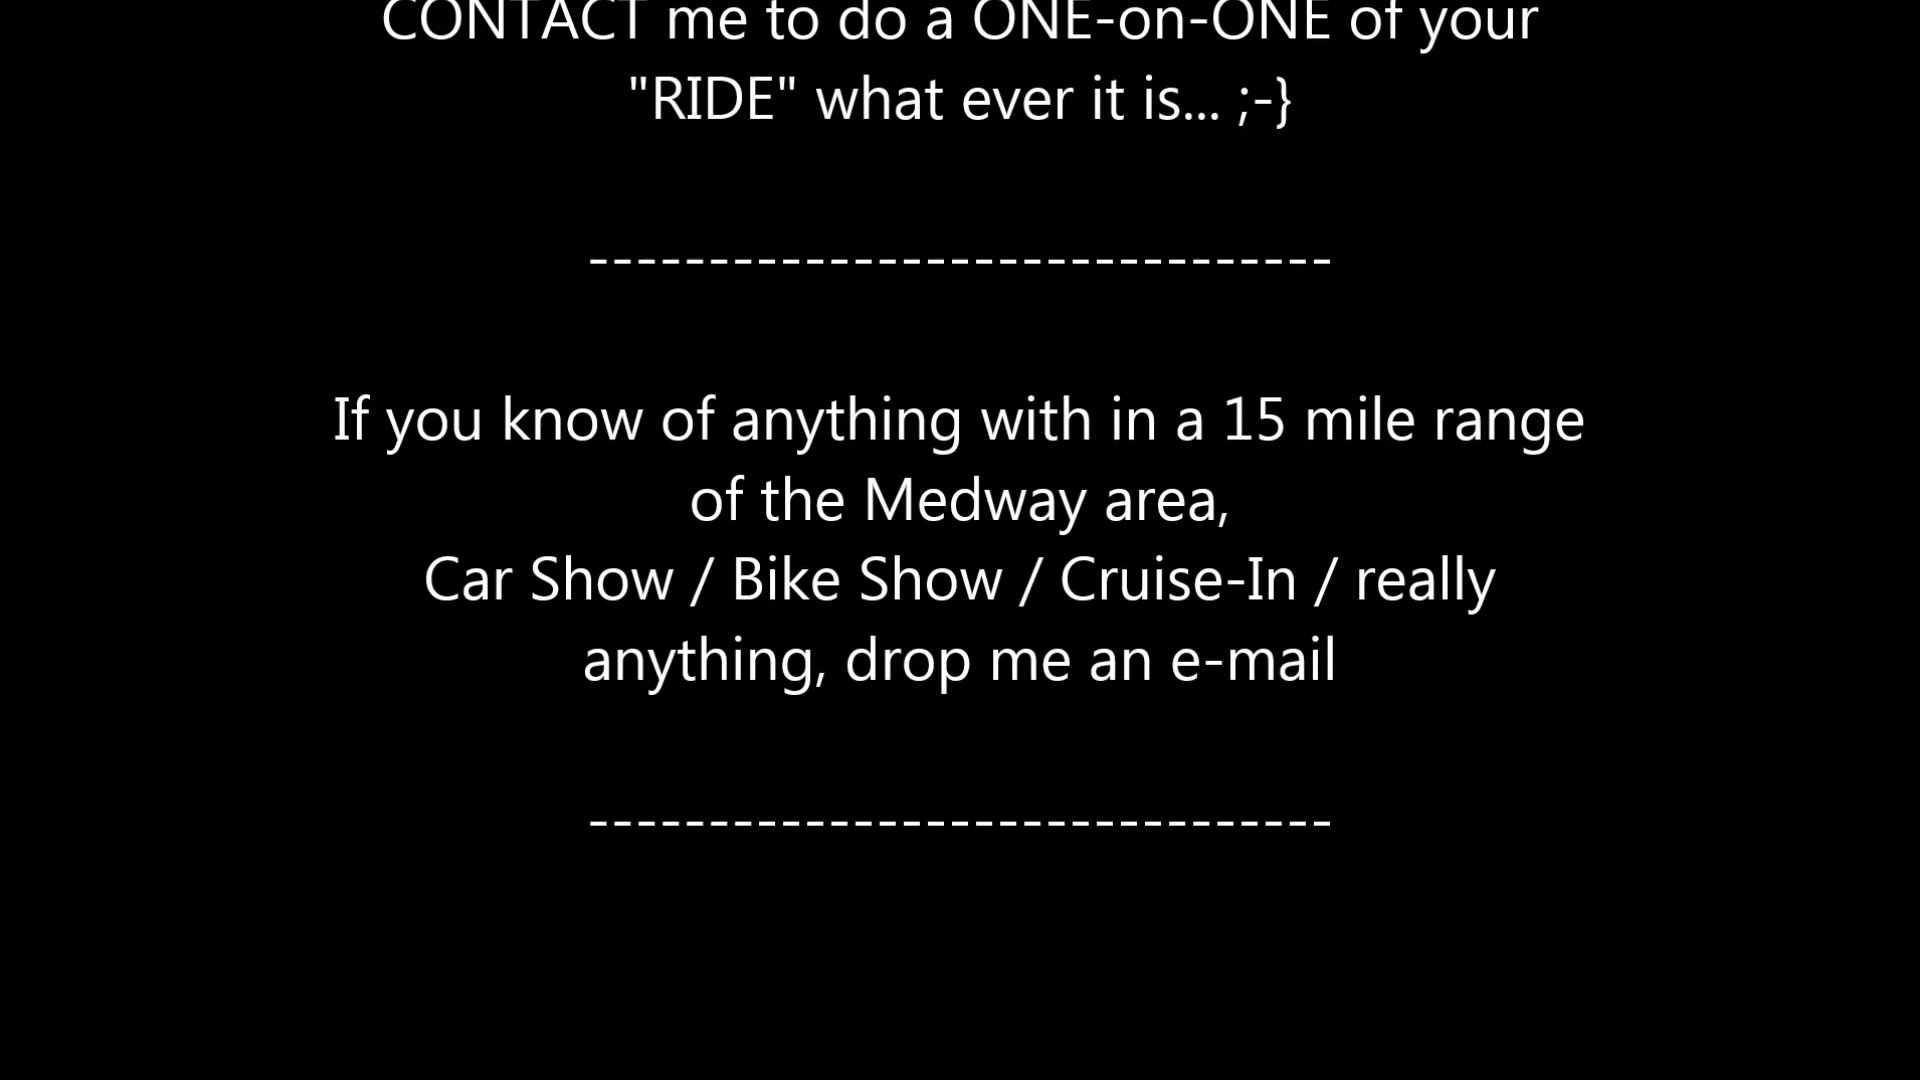 CONTACT me to do a ONE-on-ONE of your
"RIDE" what ever it is... ;-}
-------------------------------
If you know of anything with in a 15 mile range
of the Medway area,
Car Show / Bike Show / Cruise-In / really
anything, drop me an e-mail
-------------------------------